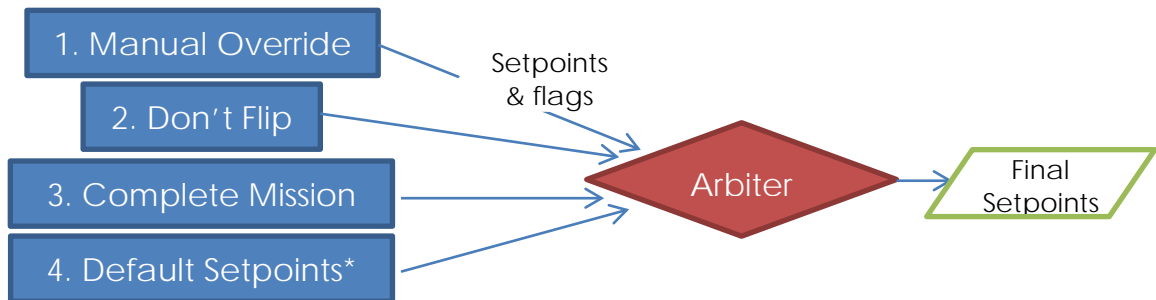 1. Manual Override
Setpoints
& flags
2. Don’t Flip
Arbiter
Final
Setpoints
3. Complete Mission
4. Default Setpoints*